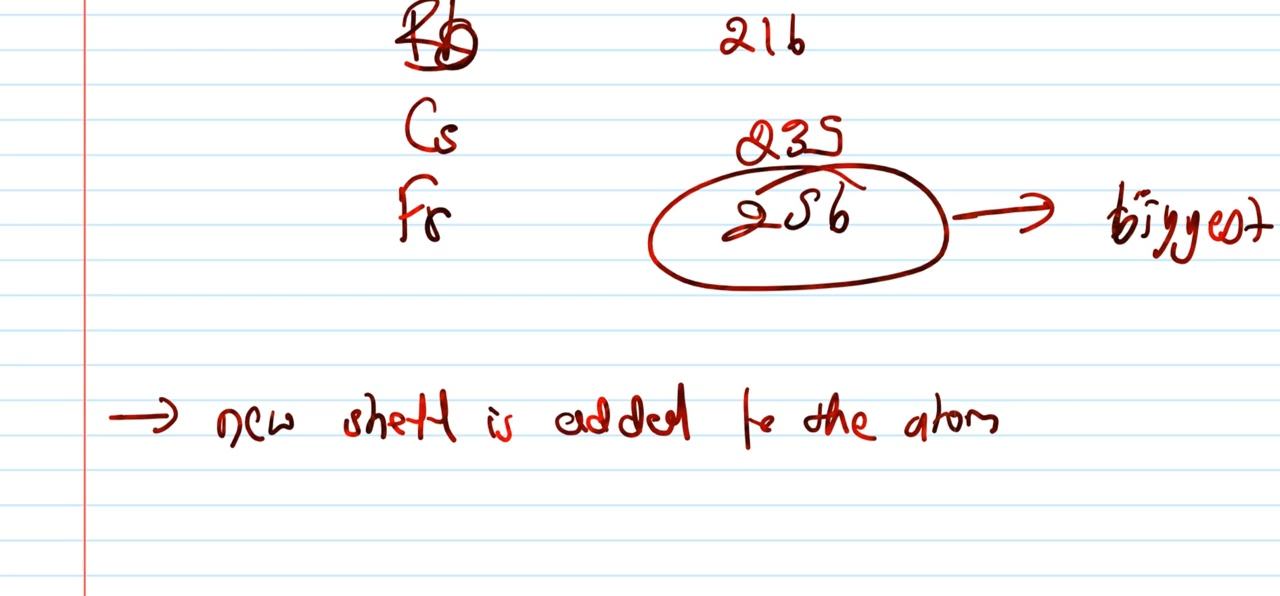 Rb 216
Cs 235
Fr 256 → biggest
→ new shell is added to the atom